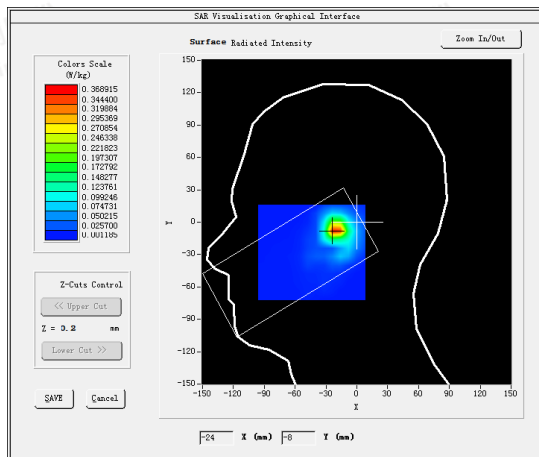 SAR Visualisation Graphical Interface
Surface Radiated Intensity
Zoom In/Out
Colors Scale
(W/kg)
0.368915
0.344400
0.319884
0.295369
0.270854
0.246338
0.221823
0.197307
0.172792
0.148277
0.123761
0.099246
0.074731
0.050215
0.025700
0.001185
150
120
90
60
30
0
-30
-60
-90
-120
-150
Y
-150 -120 -90 -60 -30 0 30 60 90 120 150
X
Z-Cuts Control
<< Upper Cut
Z = 0.2 mm
Lower Cut >>
SAVE
Cancel
-24 X (mm) -8 Y (mm)